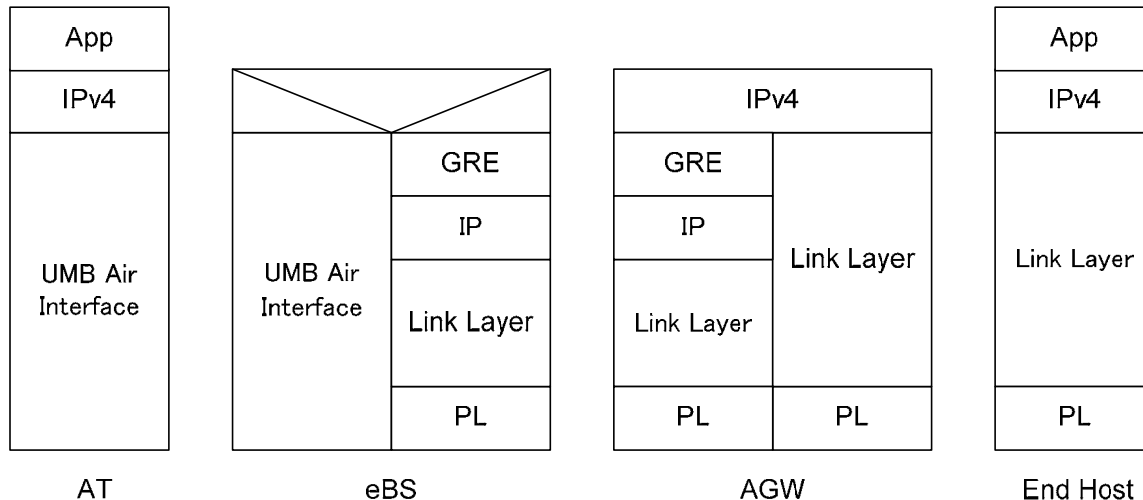 App
App
IPv4
IPv4
IPv4
GRE
GRE
IP
IP
UMB Air
Interface
UMB Air
Interface
Link Layer
Link Layer
Link Layer
Link Layer
PL
PL
PL
PL
AT
eBS
AGW
End Host